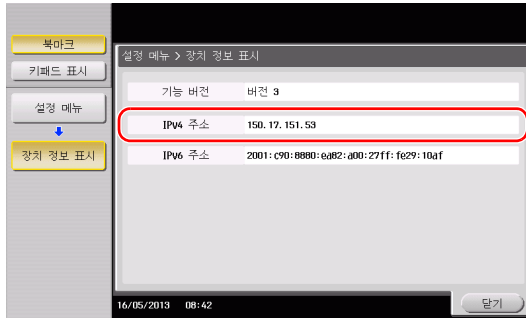 북마크
키패드 표시
설정 메뉴
장치 정보 표시
설정 메뉴 > 장치 정보 표시
기능 버전 버전 3
IPv4 주소 150.17.151.53
IPv6 주소 2001:c90:8880:ea82:a00:27ff:fe29:10af
16/05/2013 08:42
닫기